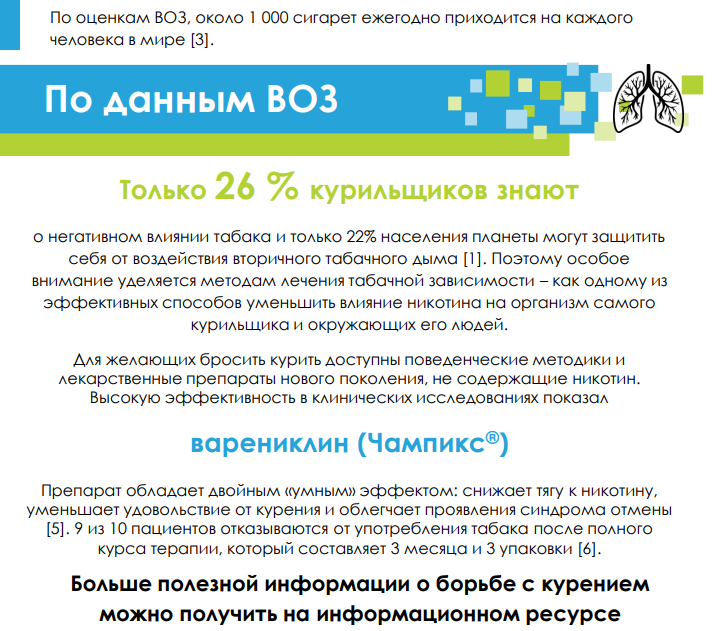 По оценкам ВОЗ, около 1 000 сигарет ежегодно приходится на каждого
человека в мире [3].
По данным ВОЗ
Только 26 % курильщиков знают
о негативном влиянии табака и только 22% населения планеты могут защитить
себя от воздействия вторичного табачного дыма [1]. Поэтому особое
внимание уделяется методам лечения табачной зависимости – как одному из
эффективных способов уменьшить влияние никотина на организм самого
курильщика и окружающих его людей.
Для желающих бросить курить доступны поведенческие методики и
лекарственные препараты нового поколения, не содержащие никотин.
Высокую эффективность в клинических исследованиях показал
варениклин (Чампикс®)
Препарат обладает двойным «умным» эффектом: снижает тягу к никотину,
уменьшает удовольствие от курения и облегчает проявления синдрома отмены
[5]. 9 из 10 пациентов отказываются от употребления табака после полного
курса терапии, который составляет 3 месяца и 3 упаковки [6].
Больше полезной информации о борьбе с курением
можно получить на информационном ресурсе